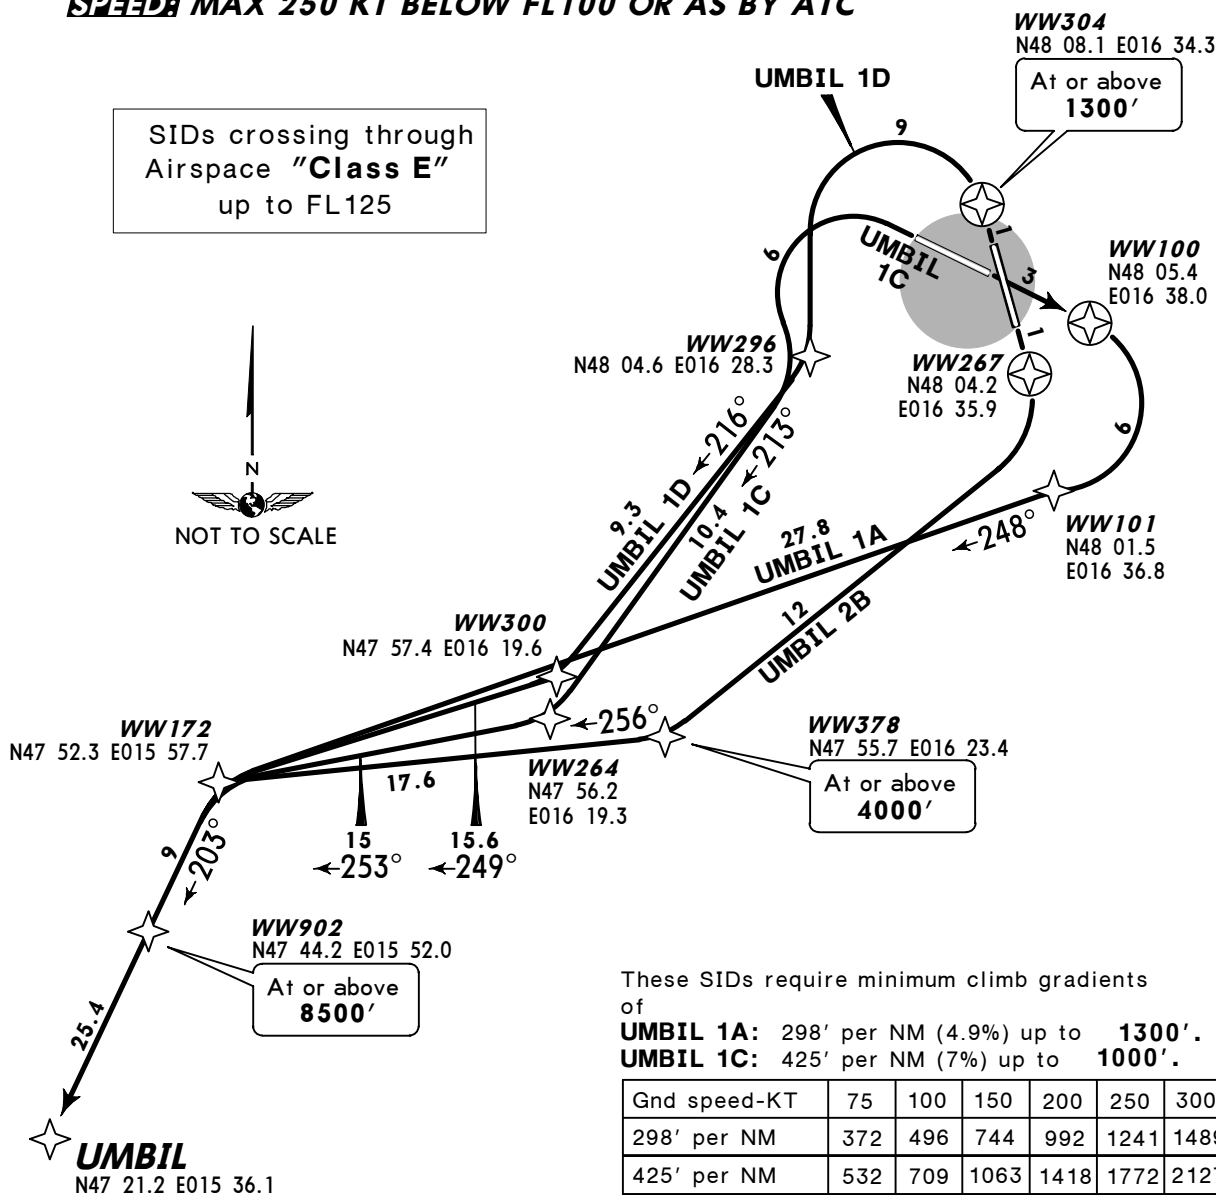 SPEED: MAX 250 KT BELOW FL100 OR AS BY ATC
WW304
N48 08.1 E016 34.3
At or above
1300'
UMBIL 1D
9
SIDs crossing through
Airspace "Class E"
up to FL125
UMBIL
1C
6
1
3
1
WW100
N48 05.4
E016 38.0
WW296
N48 04.6 E016 28.3
WW267
N48 04.2
E016 35.9
6
←216°
←213°
N
NOT TO SCALE
9.3
UMBIL 1D
10.4
UMBIL 1C
27.8
UMBIL 1A
←248°
WW101
N48 01.5
E016 36.8
12
UMBIL 2B
WW300
N47 57.4 E016 19.6
←256°
WW172
N47 52.3 E015 57.7
WW378
N47 55.7 E016 23.4
At or above
4000'
17.6
WW264
N47 56.2
E016 19.3
15
←253°
15.6
←249°
9
←203°
WW902
N47 44.2 E015 52.0
At or above
8500'
25.4
UMBIL
N47 21.2 E015 36.1
These SIDs require minimum climb gradients
of
UMBIL 1A: 298' per NM (4.9%) up to 1300'.
UMBIL 1C: 425' per NM (7%) up to 1000'.
Gnd speed-KT 75 100 150 200 250 300
298' per NM 372 496 744 992 1241 1489
425' per NM 532 709 1063 1418 1772 2127